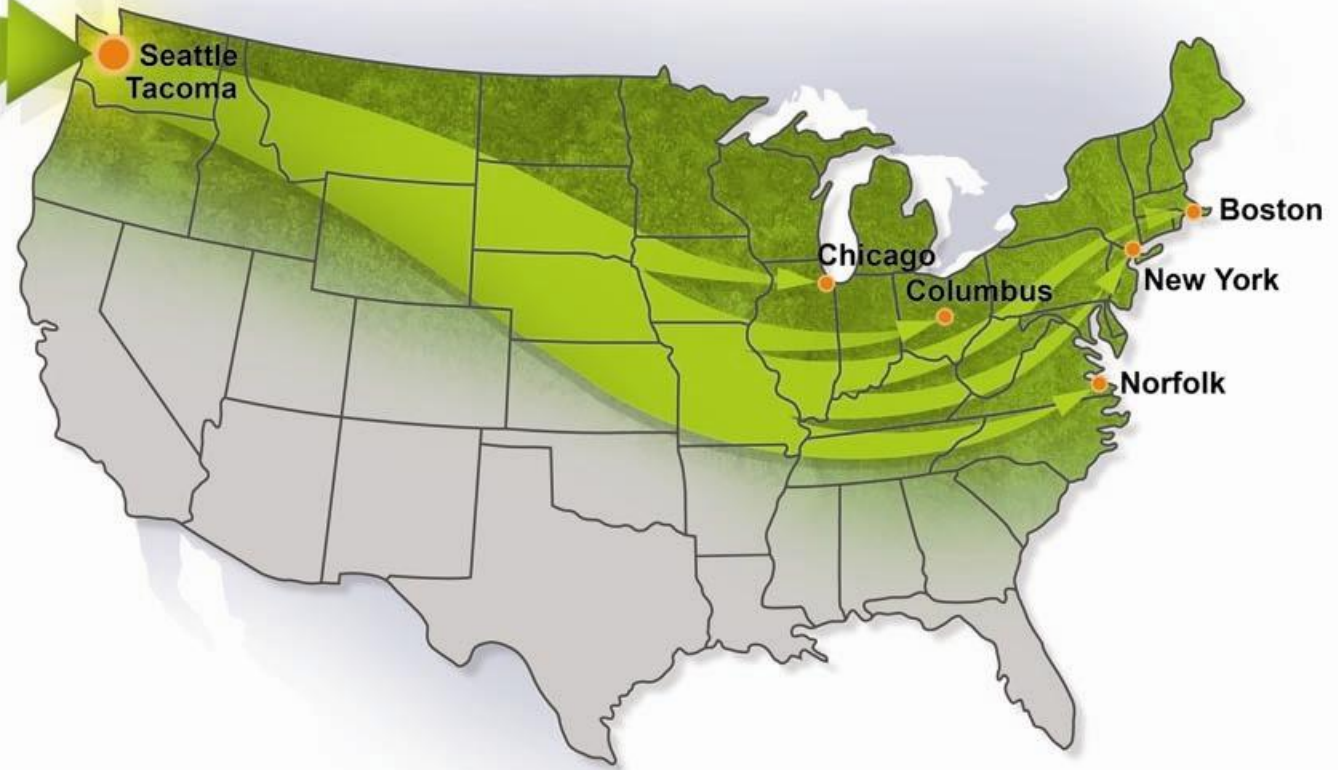 Seattle
Tacoma
Boston
Chicago
New York
Columbus
Norfolk